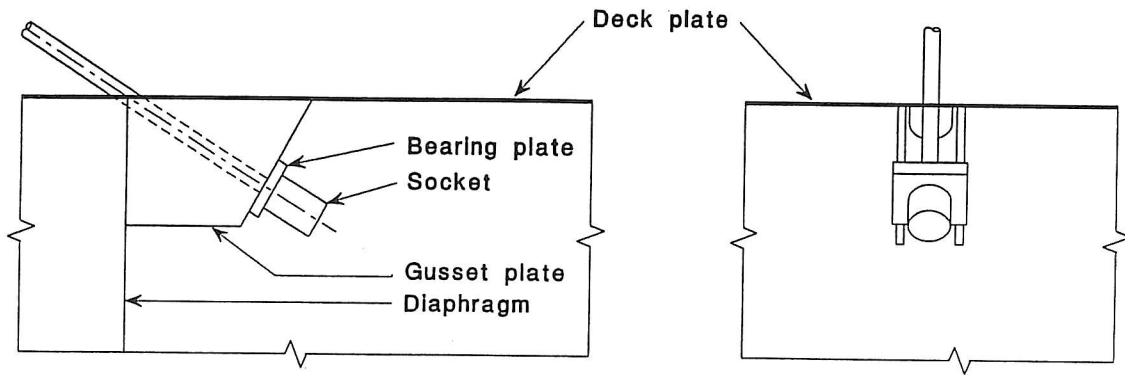 Deck plate
Bearing plate
Socket
Gusset plate
Diaphragm